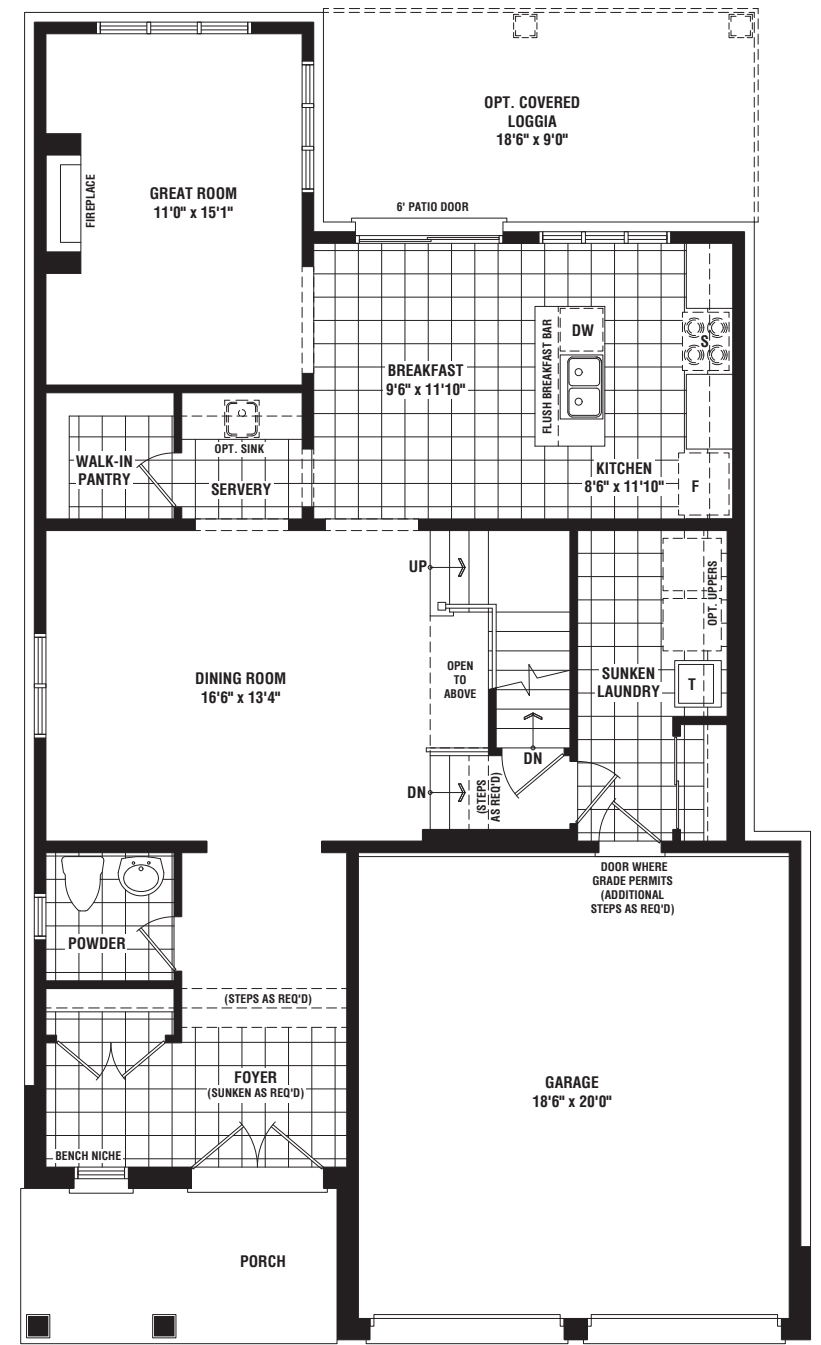 OPT. COVERED
LOGGIA
18'6" x 9'0"
GREAT ROOM
11'0" x 15'1"
FIREPLACE
6' PATIO DOOR
BREAKFAST
9'6" x 11'10"
FLUSH BREAKFAST BAR
DW
S
KITCHEN
8'6" x 11'10"
F
OPT. SINK
WALK-IN
PANTRY
SERVERY
UP
OPT. UPPERS
DINING ROOM
16'6" x 13'4"
OPEN
TO
ABOVE
SUNKEN
LAUNDRY
T
DN
DN
(STEPS
AS REQ'D)
DOOR WHERE
GRADE PERMITS
(ADDITIONAL
STEPS AS REQ'D)
POWDER
(STEPS AS REQ'D)
FOYER
(SUNKEN AS REQ'D)
GARAGE
18'6" x 20'0"
BENCH NICHE
PORCH